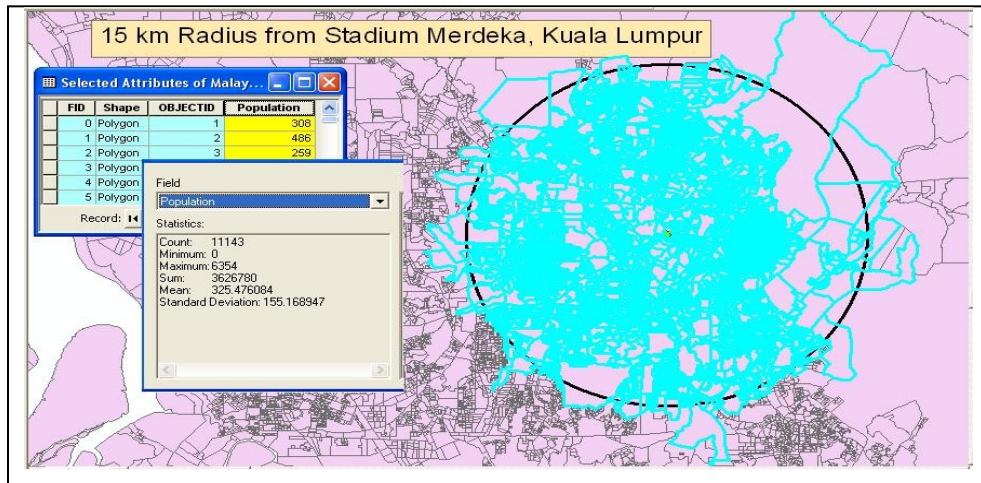 15 km Radius from Stadium Merdeka, Kuala Lumpur
Selected Attributes of Malay...
FID Shape OBJECTID Population
0 Polygon 1 308
1 Polygon 2 486
2 Polygon 3 259
3 Polygon
4 Polygon
5 Polygon
Record:
Field
Population
Statistics:
Count: 11143
Minimum: 0
Maximum: 6354
Sum: 3626780
Mean: 325.476084
Standard Deviation: 155.168947